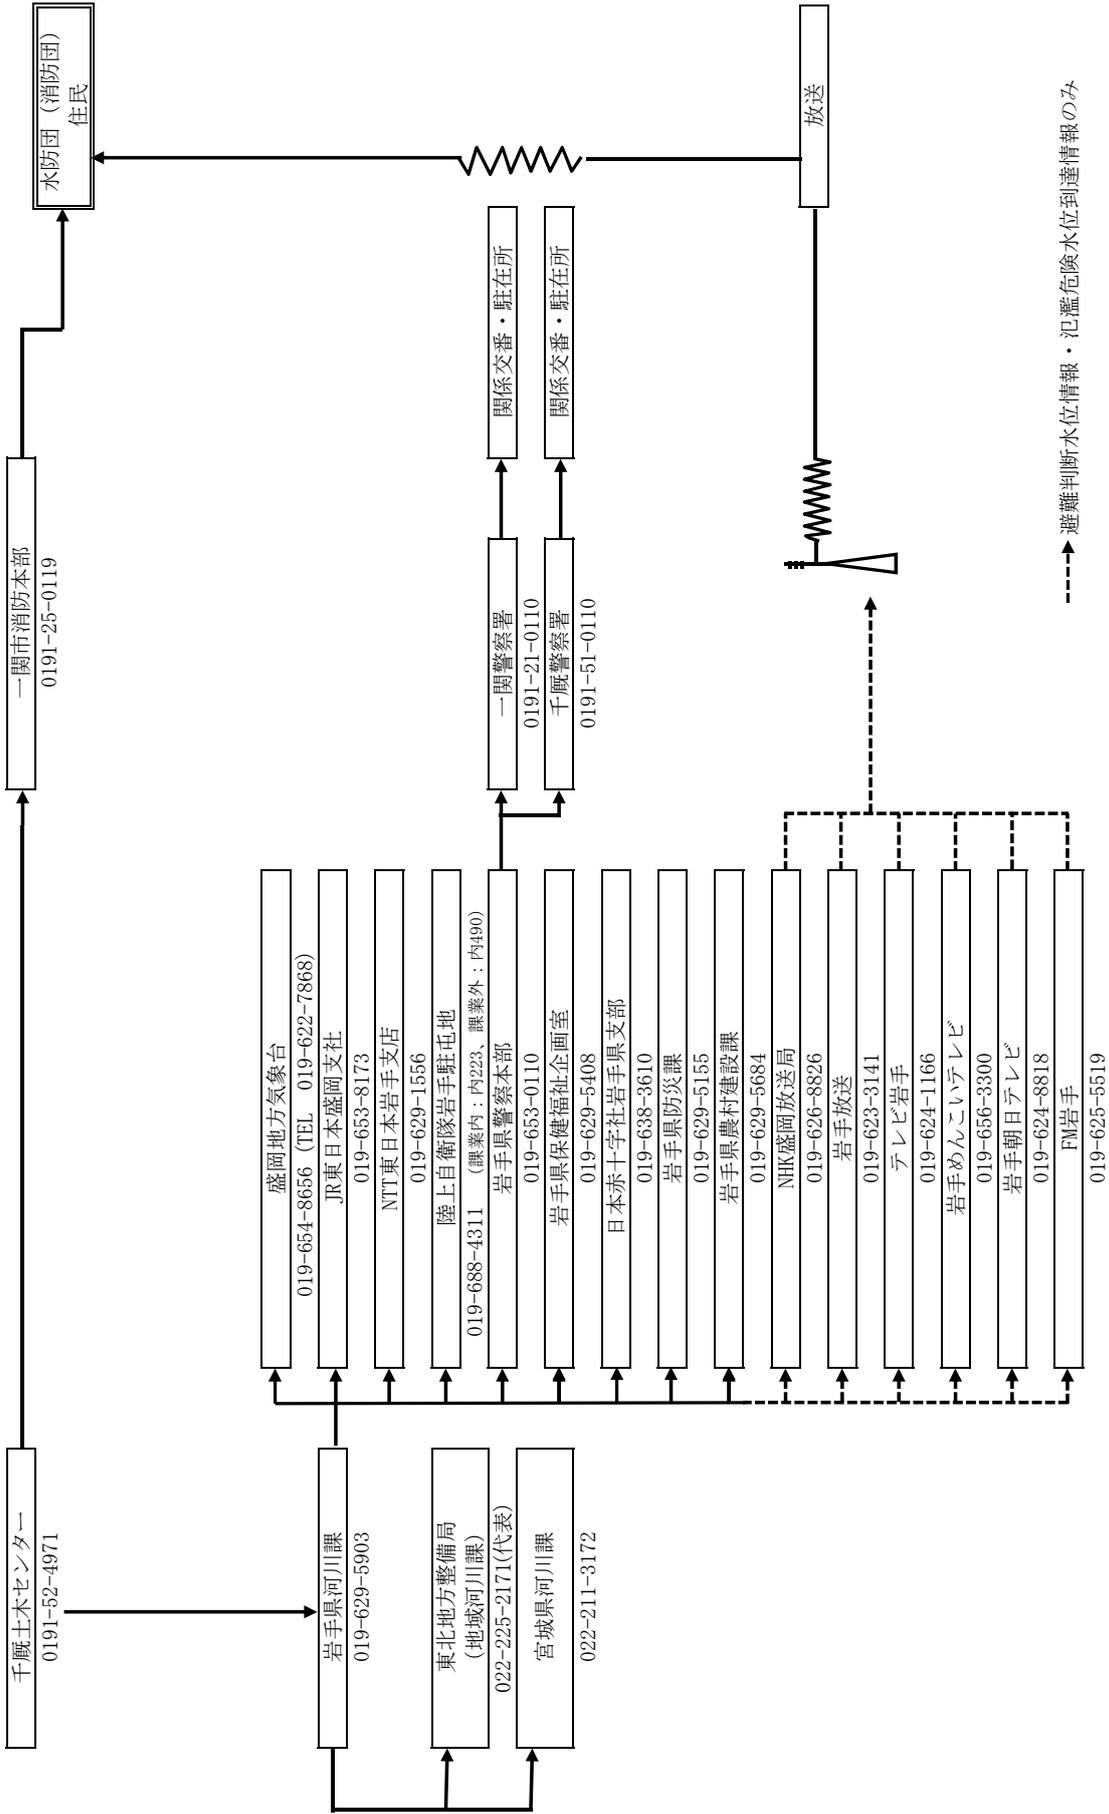 千厩土木センター
0191-52-4971
一関市消防本部
0191-25-0119
水防団（消防団）
住民
岩手県河川課
019-629-5903
東北地方整備局
（地域河川課）
022-225-2171(代表)
宮城県河川課
022-211-3172
盛岡地方気象台
019-654-8656（TEL 019-622-7868）
JR東日本盛岡支社
019-653-8173
NTT東日本岩手支店
019-629-1556
陸上自衛隊岩手駐屯地
019-688-4311 （課業内：内223、課業外：内490）
岩手県警察本部
019-653-0110
岩手県保健福祉企画室
019-629-5408
日本赤十字社岩手県支部
019-638-3610
岩手県防災課
019-629-5155
岩手県農村建設課
019-629-5684
NHK盛岡放送局
019-626-8826
岩手放送
019-623-3141
テレビ岩手
019-624-1166
岩手めんこいテレビ
019-656-3300
岩手朝日テレビ
019-624-8818
FM岩手
019-625-5519
一関警察署
0191-21-0110
千厩警察署
0191-51-0110
関係交番・駐在所
関係交番・駐在所
放送
避難判断水位情報・氾濫危険水位到達情報のみ